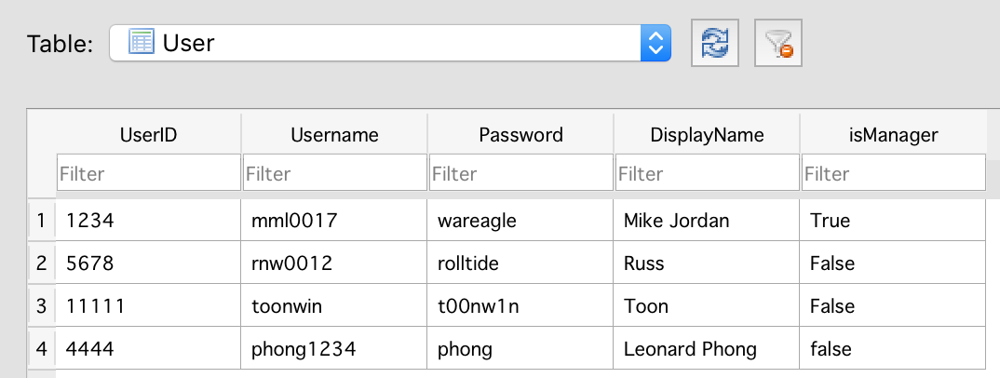 Table: User
UserID Username Password DisplayName isManager
Filter Filter Filter Filter Filter
1 1234 mml0017 wareagle Mike Jordan True
2 5678 rnw0012 rolltide Russ False
3 11111 toonwin t00nw1n Toon False
4 4444 phong1234 phong Leonard Phong false